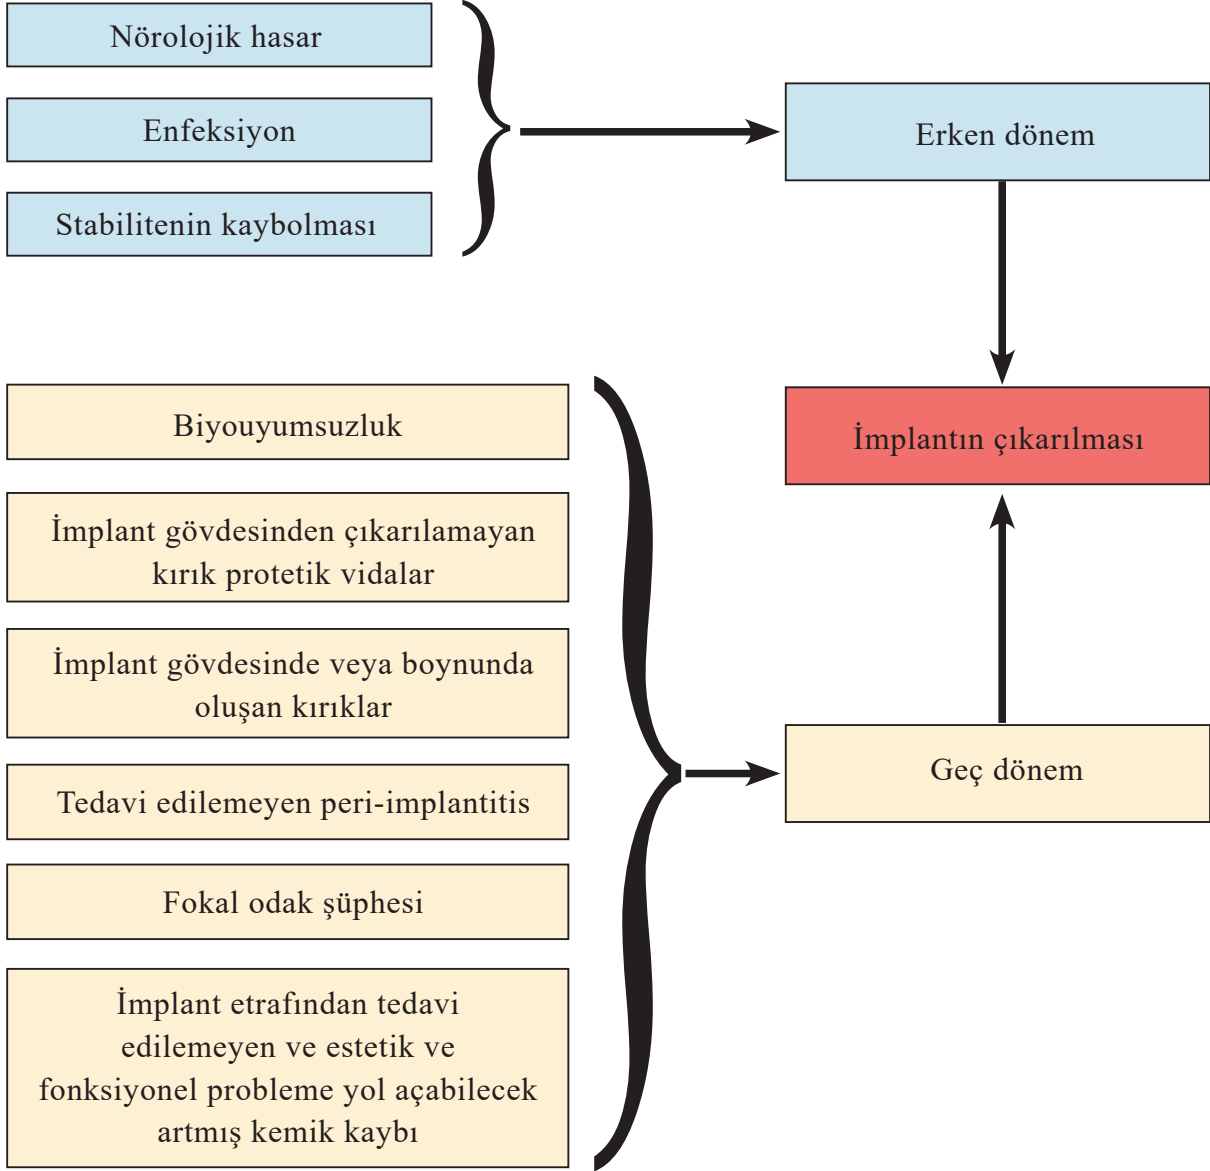 Nörolojik hasar
Enfeksiyon
Stabilitenin kaybolması
Erken dönem
Biyouyumsuzluk
İmplant gövdesinden çıkarılamayan
kırık protetik vidalar
İmplant gövdesinde veya boynunda
oluşan kırıklar
Tedavi edilemeyen peri-implantitis
Fokal odak şüphesi
İmplant etrafından tedavi
edilemeyen ve estetik ve
fonksiyonel probleme yol açabilecek
artmış kemik kaybı
İmplantın çıkarılması
Geç dönem